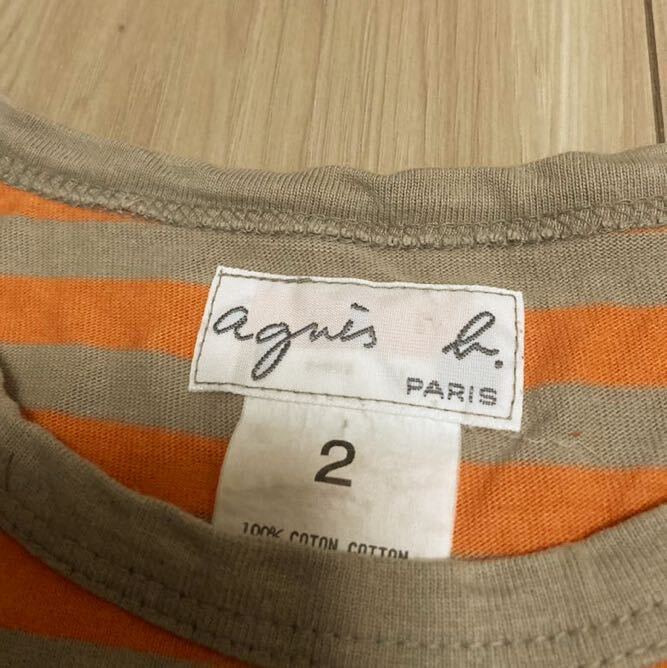 agnès b.
PARIS
2
100% COTON COTTON